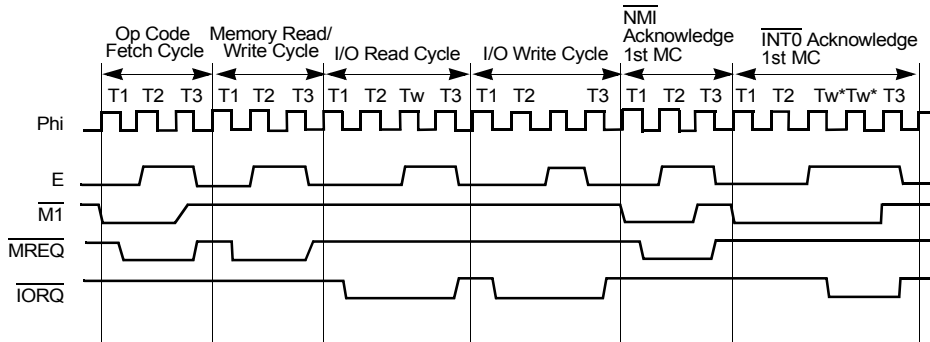 Op Code
Fetch Cycle
Memory Read/
Write Cycle
I/O Read Cycle
I/O Write Cycle
NMI
Acknowledge
1st MC
INT0 Acknowledge
1st MC
T1 T2 T3 T1 T2 T3 T1 T2 Tw T3 T1 T2 T3 T1 T2 T3 T1 T2 Tw*Tw* T3
Phi
E
M1
MREQ
IORQ